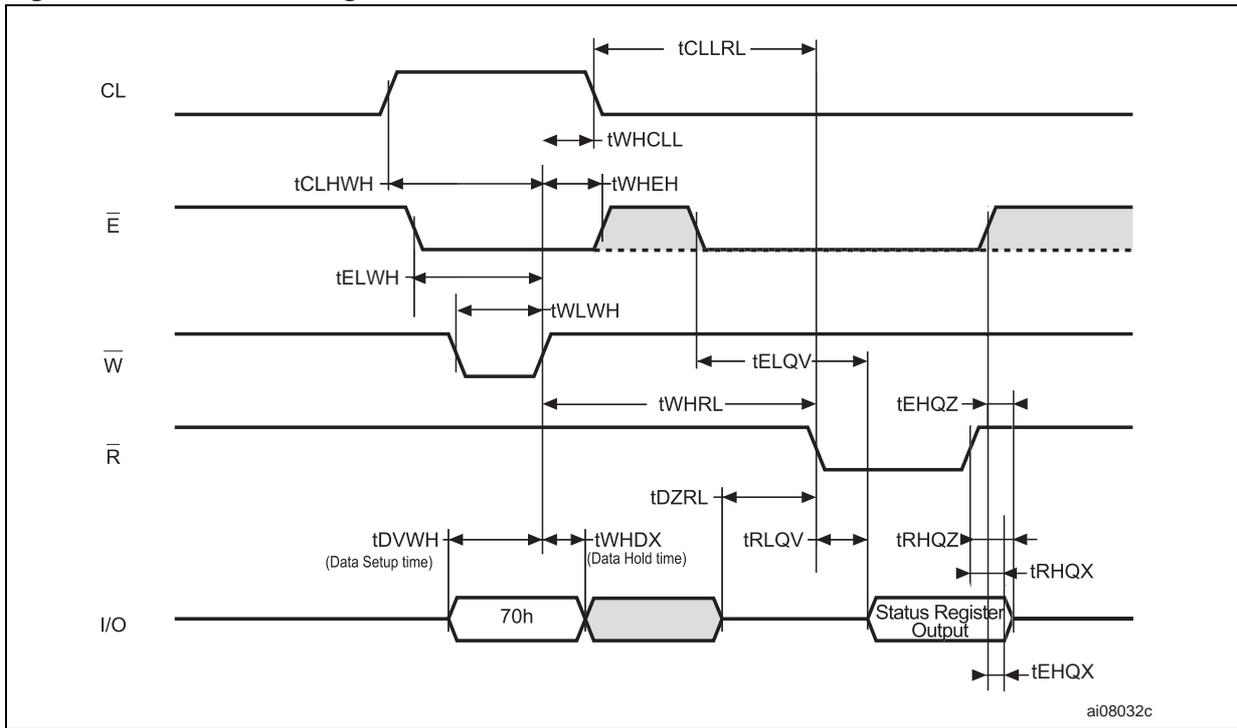 tCLLRL
CL
tWHCLL
tCLHWH
tWHEH
E
tELWH
tWLWH
W
tELQV
tWHRL
tEHQZ
R
tDZRL
tDVWH
(Data Setup time)
tWHDX
(Data Hold time)
tRLQV
tRHQZ
tRHQX
I/O
70h
Status Register
Output
tEHQX
ai08032c